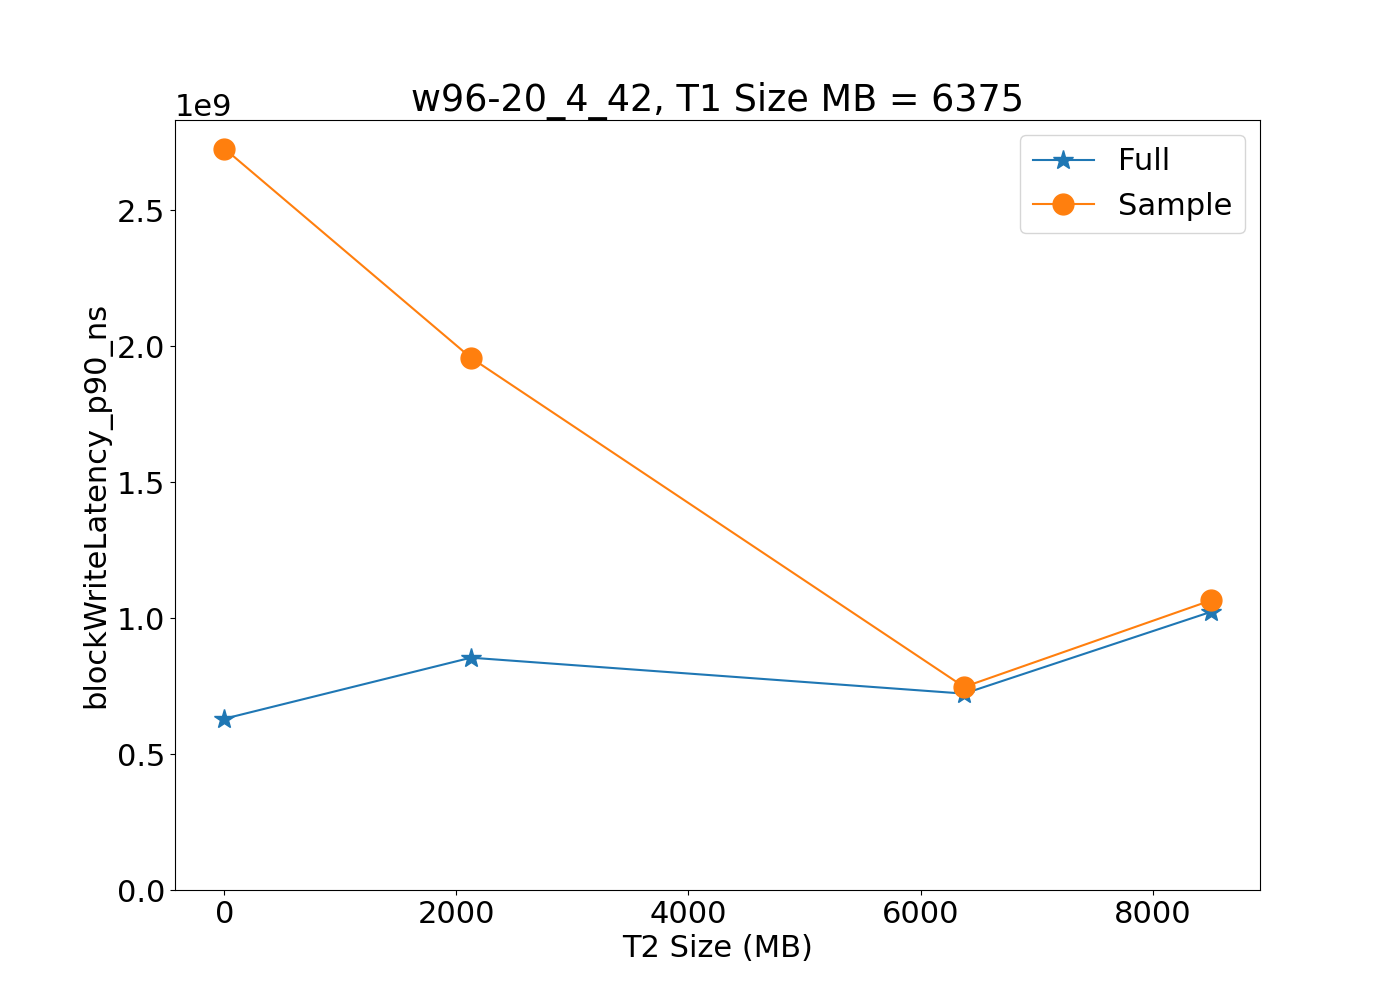 w96-20_4_42, T1 Size MB = 6375
1e9
Full
Sample
2.5
2.0
1.5
1.0
0.5
0.0
blockWriteLatency_p90_ns
0 2000 4000 6000 8000
T2 Size (MB)